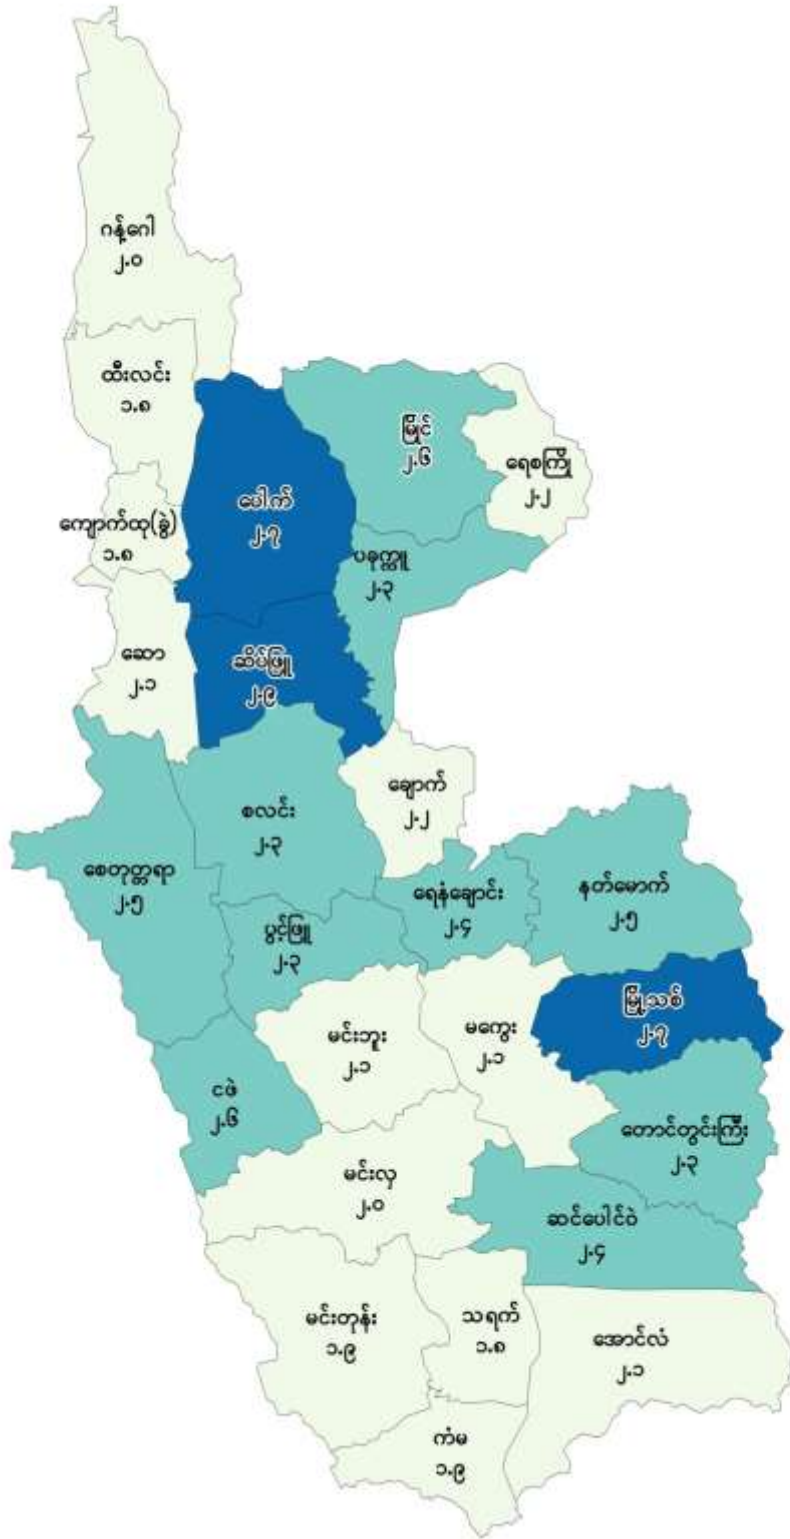 ဂန့်ဂေါ
၂.၀
ထီးလင်း
၁.၈
မြိုင်
၂.၆
ရေစကြို
၂.၂
ပေါက်
၂.၇
ကျောက်ထု(ခွဲ)
၁.၈
ပခုက္ကူ
၂.၃
ဆော
၂.၁
ဆိပ်ဖြူ
၂.၉
ချောက်
၂.၂
စလင်း
၂.၃
စေတုတ္တရာ
၂.၅
ရေနံချောင်း
၂.၄
နတ်မောက်
၂.၅
ပွင့်ဖြူ
၂.၃
မြို့သစ်
၂.၇
မင်းဘူး
၂.၁
မကွေး
၂.၁
ငဖဲ
၂.၆
တောင်တွင်းကြီး
၂.၃
မင်းလှ
၂.၀
ဆင်ပေါင်ဝဲ
၂.၄
မင်းတုန်း
၁.၉
သရက်
၁.၈
အောင်လံ
၂.၁
ကံမ
၁.၉